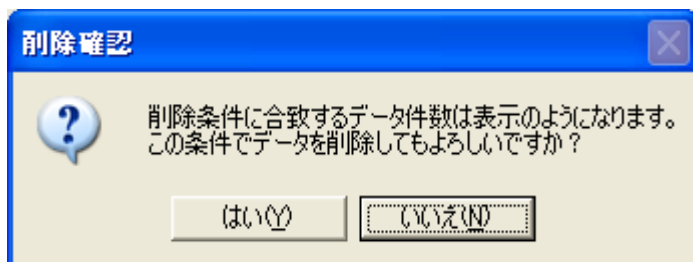 削除確認
削除条件に合致するデータ件数は表示のようになります。
この条件でデータを削除してもよろしいですか？
はい(Y)
いいえ(N)